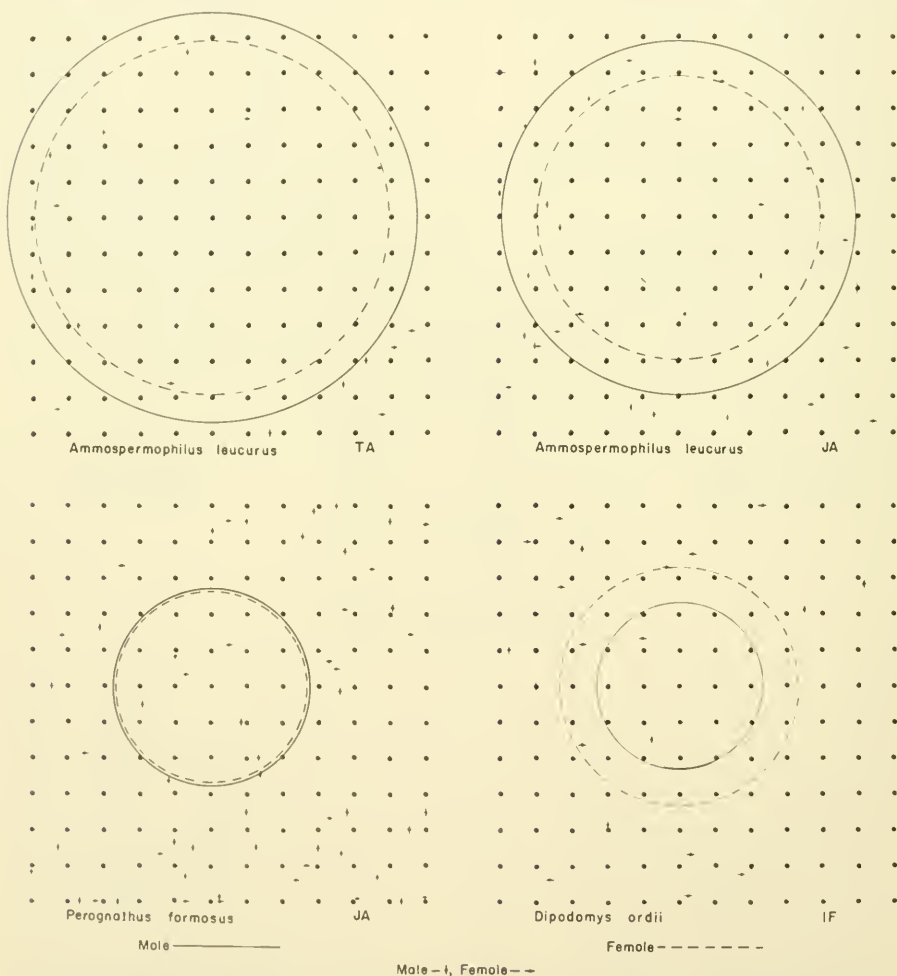 Ammospermophilus leucurus TA
Ammospermophilus leucurus JA
Perognathus formosus JA
Dipodomys ordii IF
Male
Female
Male-, Female-